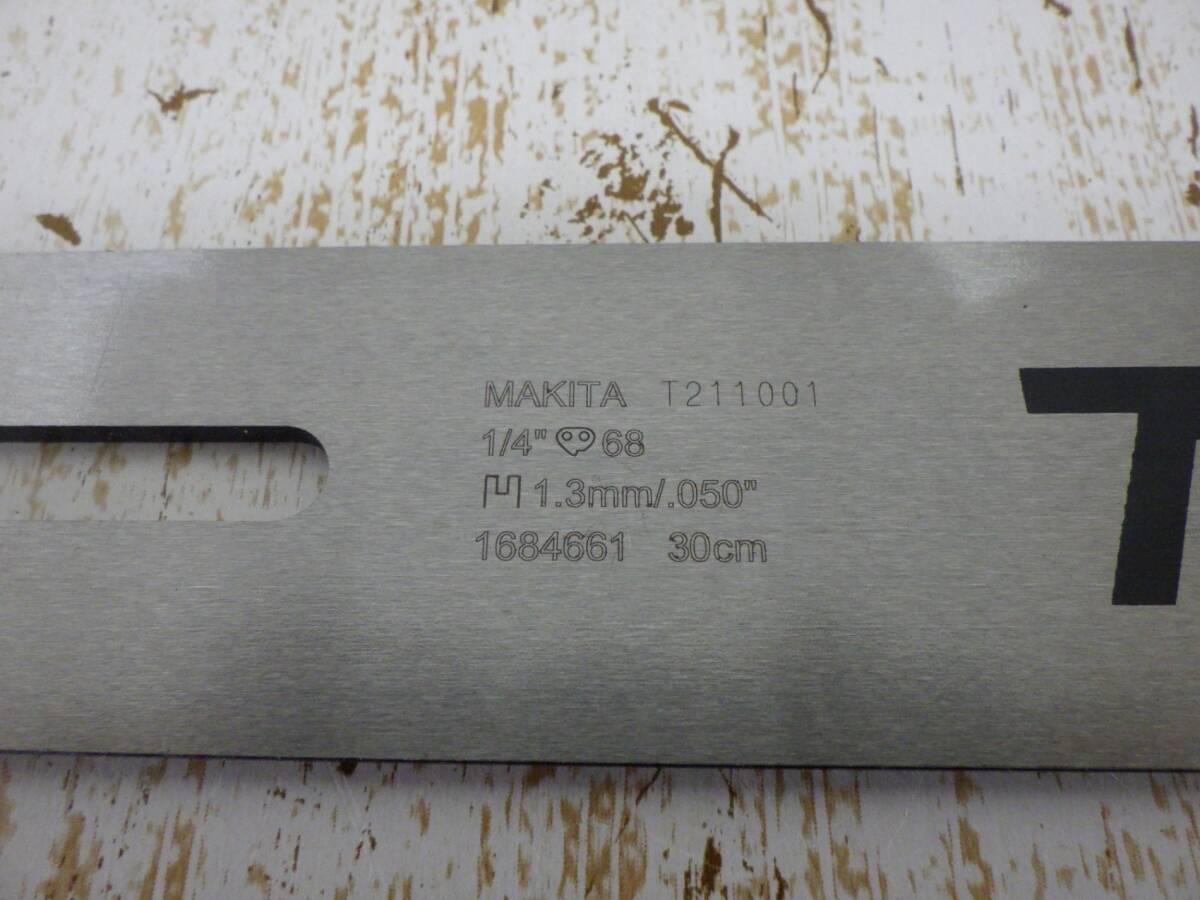 MAKITA T211001
1/4" 68
1.3mm/.050"
1684661 30cm
T